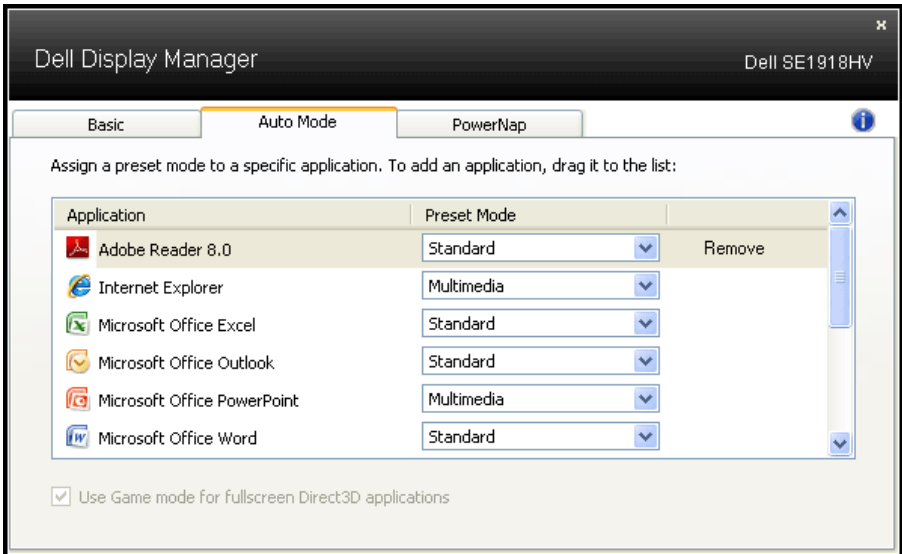 x
Dell Display Manager
Dell SE1918HV
Basic Auto Mode PowerNap
Assign a preset mode to a specific application. To add an application, drag it to the list:
Application Preset Mode
Adobe Reader 8.0 Standard Remove
Internet Explorer Multimedia
Microsoft Office Excel Standard
Microsoft Office Outlook Standard
Microsoft Office PowerPoint Multimedia
Microsoft Office Word Standard
Use Game mode for fullscreen Direct3D applications